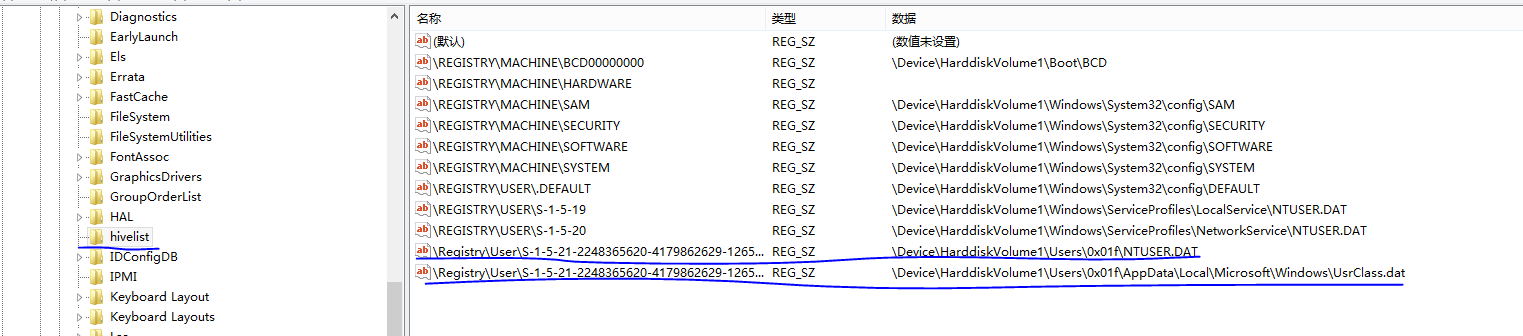 Diagnostics
EarlyLaunch
Els
Errata
FastCache
FileSystem
FileSystemUtilities
FontAssoc
GraphicsDrivers
GroupOrderList
HAL
hivelist
IDConfigDB
IPMI
Keyboard Layout
Keyboard Layouts
名称 类型 数据
(默认) REG_SZ (数值未设置)
\REGISTRY\MACHINE\BCD00000000 REG_SZ \Device\HarddiskVolume1\Boot\BCD
\REGISTRY\MACHINE\HARDWARE REG_SZ
\REGISTRY\MACHINE\SAM REG_SZ \Device\HarddiskVolume1\Windows\System32\config\SAM
\REGISTRY\MACHINE\SECURITY REG_SZ \Device\HarddiskVolume1\Windows\System32\config\SECURITY
\REGISTRY\MACHINE\SOFTWARE REG_SZ \Device\HarddiskVolume1\Windows\System32\config\SOFTWARE
\REGISTRY\MACHINE\SYSTEM REG_SZ \Device\HarddiskVolume1\Windows\System32\config\SYSTEM
\REGISTRY\USER\.DEFAULT REG_SZ \Device\HarddiskVolume1\Windows\System32\config\DEFAULT
\REGISTRY\USER\S-1-5-19 REG_SZ \Device\HarddiskVolume1\Windows\ServiceProfiles\LocalService\NTUSER.DAT
\REGISTRY\USER\S-1-5-20 REG_SZ \Device\HarddiskVolume1\Windows\ServiceProfiles\NetworkService\NTUSER.DAT
\Registry\User\S-1-5-21-2248365620-4179862629-1265... REG_SZ \Device\HarddiskVolume1\Users\0x01f\NTUSER.DAT
\Registry\User\S-1-5-21-2248365620-4179862629-1265... REG_SZ \Device\HarddiskVolume1\Users\0x01f\AppData\Local\Microsoft\Windows\UsrClass.dat